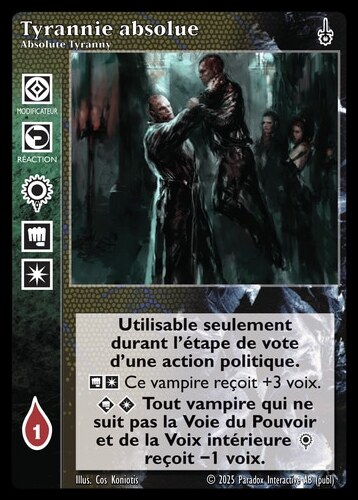 Tyrannie absolue
Absolute Tyranny
MODIFICATEUR
RÉACTION
Utilisable seulement
durant l'étape de vote
d'une action politique.
Ce vampire reçoit +3 voix.
Tout vampire qui ne
suit pas la Voie du Pouvoir
et de la Voix intérieure
reçoit −1 voix.
1
Illus. Cos Koniotis
© 2025 Paradox Interactive AB (publ)